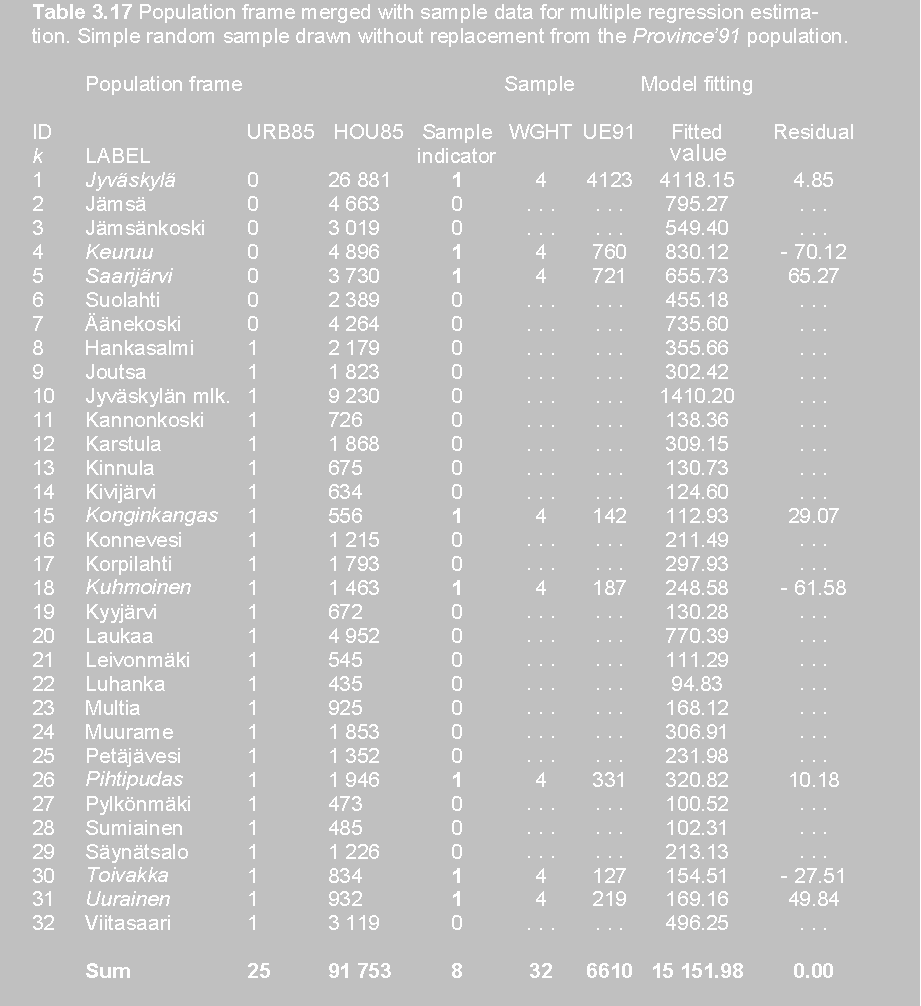 Table 3.17 Population frame merged with sample data for multiple regression estima-
tion. Simple random sample drawn without replacement from the Province'91 population.
Population frame Sample Model fitting
ID URB85 HOU85 Sample WGHT UE91 Fitted Residual
k LABEL indicator value
1 Jyväskylä 0 26 881 1 4 4123 4118.15 4.85
2 Jämsä 0 4 663 0 ... ... 795.27 ...
3 Jämsänkoski 0 3 019 0 ... ... 549.40 ...
4 Keuruu 0 4 896 1 4 760 830.12 - 70.12
5 Saarijärvi 0 3 730 1 4 721 655.73 65.27
6 Suolahti 0 2 389 0 ... ... 455.18 ...
7 Äänekoski 0 4 264 0 ... ... 735.60 ...
8 Hankasalmi 1 2 179 0 ... ... 355.66 ...
9 Joutsa 1 1 823 0 ... ... 302.42 ...
10 Jyväskylän mlk. 1 9 230 0 ... ... 1410.20 ...
11 Kannonkoski 1 726 0 ... ... 138.36 ...
12 Karstula 1 1 868 0 ... ... 309.15 ...
13 Kinnula 1 675 0 ... ... 130.73 ...
14 Kivijärvi 1 634 0 ... ... 124.60 ...
15 Konginkangas 1 556 1 4 142 112.93 29.07
16 Konnevesi 1 1 215 0 ... ... 211.49 ...
17 Korpilahti 1 1 793 0 ... ... 297.93 ...
18 Kuhmoinen 1 1 463 1 4 187 248.58 - 61.58
19 Kyyjärvi 1 672 0 ... ... 130.28 ...
20 Laukaa 1 4 952 0 ... ... 770.39 ...
21 Leivonmäki 1 545 0 ... ... 111.29 ...
22 Luhanka 1 435 0 ... ... 94.83 ...
23 Multia 1 925 0 ... ... 168.12 ...
24 Muurame 1 1 853 0 ... ... 306.91 ...
25 Petäjävesi 1 1 352 0 ... ... 231.98 ...
26 Pihtipudas 1 1 946 1 4 331 320.82 10.18
27 Pylkönmäki 1 473 0 ... ... 100.52 ...
28 Sumiainen 1 485 0 ... ... 102.31 ...
29 Säynätsalo 1 1 226 0 ... ... 213.13 ...
30 Toivakka 1 834 1 4 127 154.51 - 27.51
31 Uurainen 1 932 1 4 219 169.16 49.84
32 Viitasaari 1 3 119 0 ... ... 496.25 ...
Sum 25 91 753 8 32 6610 15 151.98 0.00